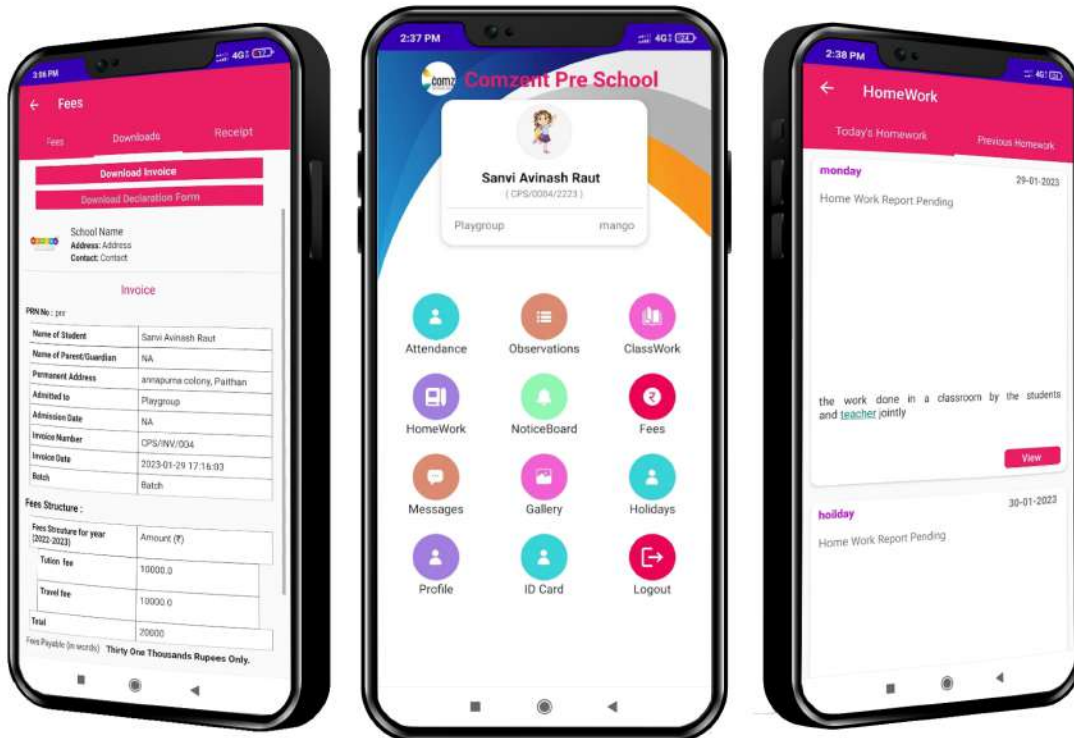 3:06 PM
4G
Fees
Fees Downloads Receipt
Download Invoice
Download Declaration Form
School Name
Address: Address
Contact: Contact
Invoice
PRN No : pnr
Name of Student Sanvi Avinash Raut
Name of Parent/Guardian NA
Permanent Address annapurna colony, Paithan
Admitted to Playgroup
Admission Date NA
Invoice Number CPS/INV/004
Invoice Date 2023-01-29 17:16:03
Batch Batch
Fees Structure :
Fees Streuture for year Amount (₹)
(2022-2023)
Tution fee 10000.0
Travel fee 10000.0
Total 20000
Fees Payable (in words) Thirty One Thousands Rupees Only.
2:37 PM
4G
comz
Comzent Pre School
Sanvi Avinash Raut
( CPS/0004/2223 )
Playgroup mango
Attendance Observations ClassWork
HomeWork NoticeBoard Fees
Messages Gallery Holidays
Profile ID Card Logout
2:38 PM
4G
HomeWork
Today's Homework Previous Homework
monday 29-01-2023
Home Work Report Pending
the work done in a classroom by the students
and teacher jointly
View
hoilday 30-01-2023
Home Work Report Pending